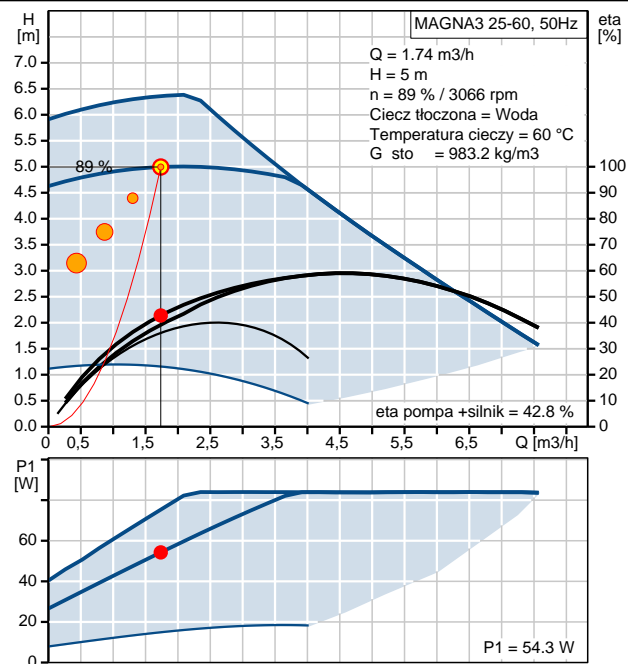 H
[m]
MAGNA3 25-60, 50Hz
eta
[%]
Q = 1.74 m3/h
H = 5 m
n = 89 % / 3066 rpm
Ciecz tłoczona = Woda
Temperatura cieczy = 60 °C
G sto = 983.2 kg/m3
7.0
6.5
6.0
5.5
5.0
4.5
4.0
3.5
3.0
2.5
2.0
1.5
1.0
0.5
0.0
89 %
100
90
80
70
60
50
40
30
20
10
0
eta pompa +silnik = 42.8 %
0 0,5 1,5 2,5 3,5 4,5 5,5 6,5 Q [m3/h]
P1
[W]
60
40
20
0
P1 = 54.3 W